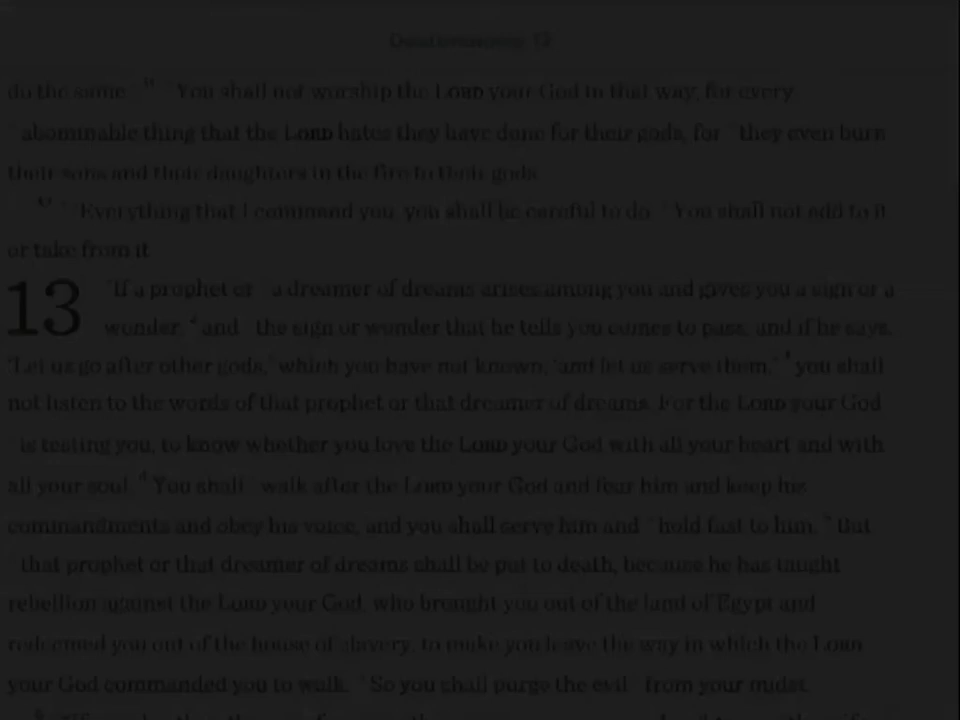 Deuteronomy 12
do the same. 31 You shall not worship the LORD your God in that way, for every
abominable thing that the LORD hates they have done for their gods, for they even burn
their sons and their daughters in the fire to their gods.
32 Everything that I command you, you shall be careful to do. You shall not add to it
or take from it.
13 If a prophet or a dreamer of dreams arises among you and gives you a sign or a
wonder, 2 and the sign or wonder that he tells you comes to pass, and if he says,
‘Let us go after other gods,’ which you have not known, ‘and let us serve them,’ 3 you shall
not listen to the words of that prophet or that dreamer of dreams. For the LORD your God
is testing you, to know whether you love the LORD your God with all your heart and with
all your soul. 4 You shall walk after the LORD your God and fear him and keep his
commandments and obey his voice, and you shall serve him and hold fast to him. 5 But
that prophet or that dreamer of dreams shall be put to death, because he has taught
rebellion against the LORD your God, who brought you out of the land of Egypt and
redeemed you out of the house of slavery, to make you leave the way in which the LORD
your God commanded you to walk. So you shall purge the evil from your midst.